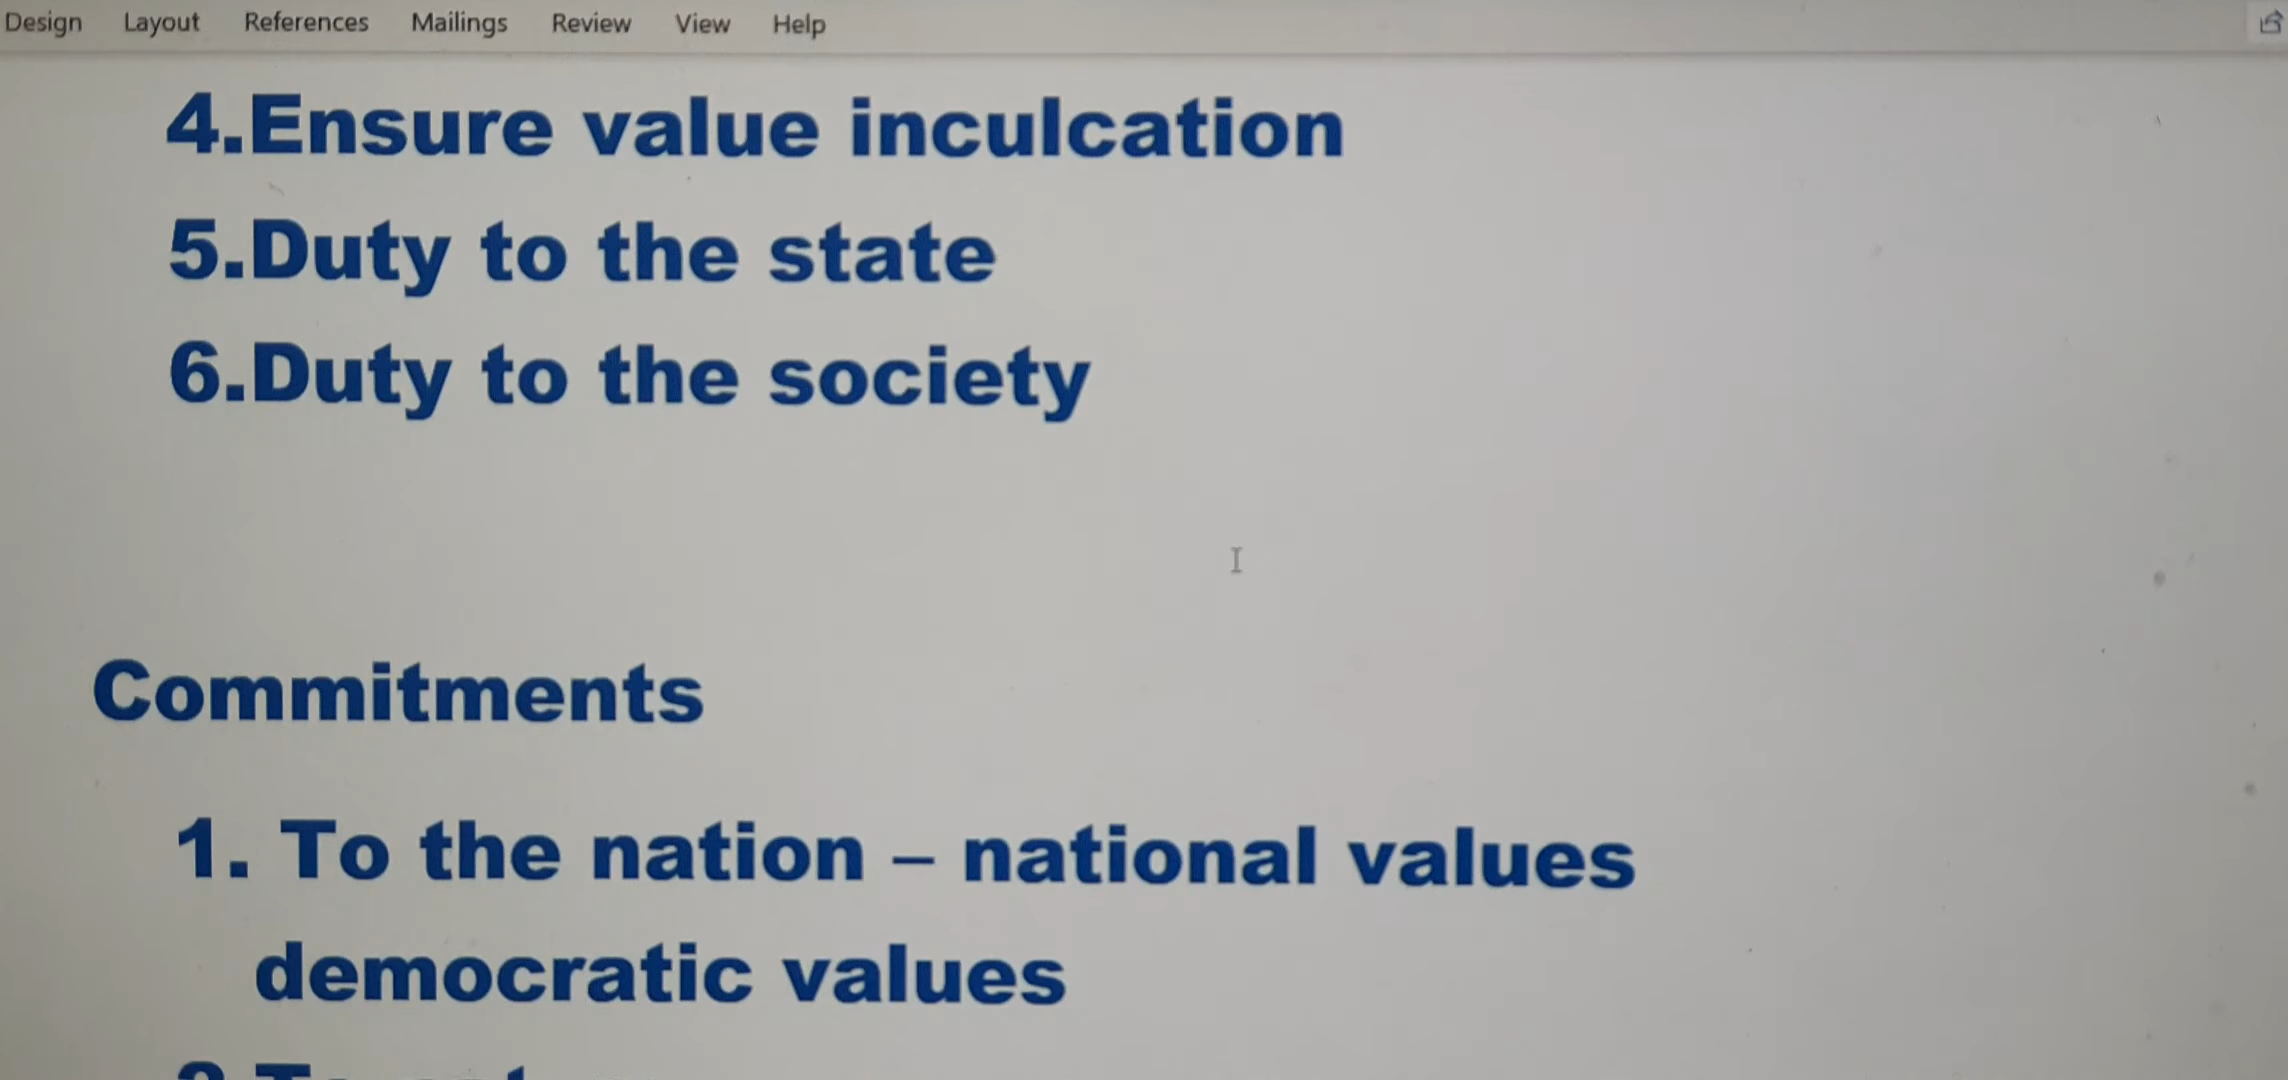 Design Layout References Mailings Review View Help
4.Ensure value inculcation
5.Duty to the state
6.Duty to the society
Commitments
1. To the nation – national values
democratic values